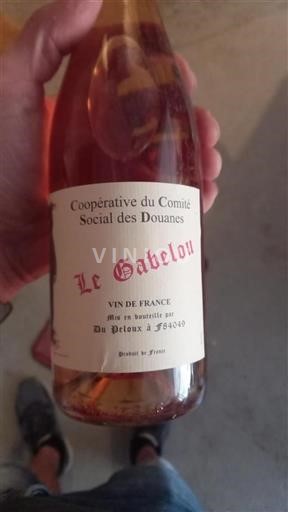 Coopérative du Comité
Social des Douanes
Le Gabelou
VIN DE FRANCE
Mis en bouteille par
Du Peloux à F84049
Produit de France